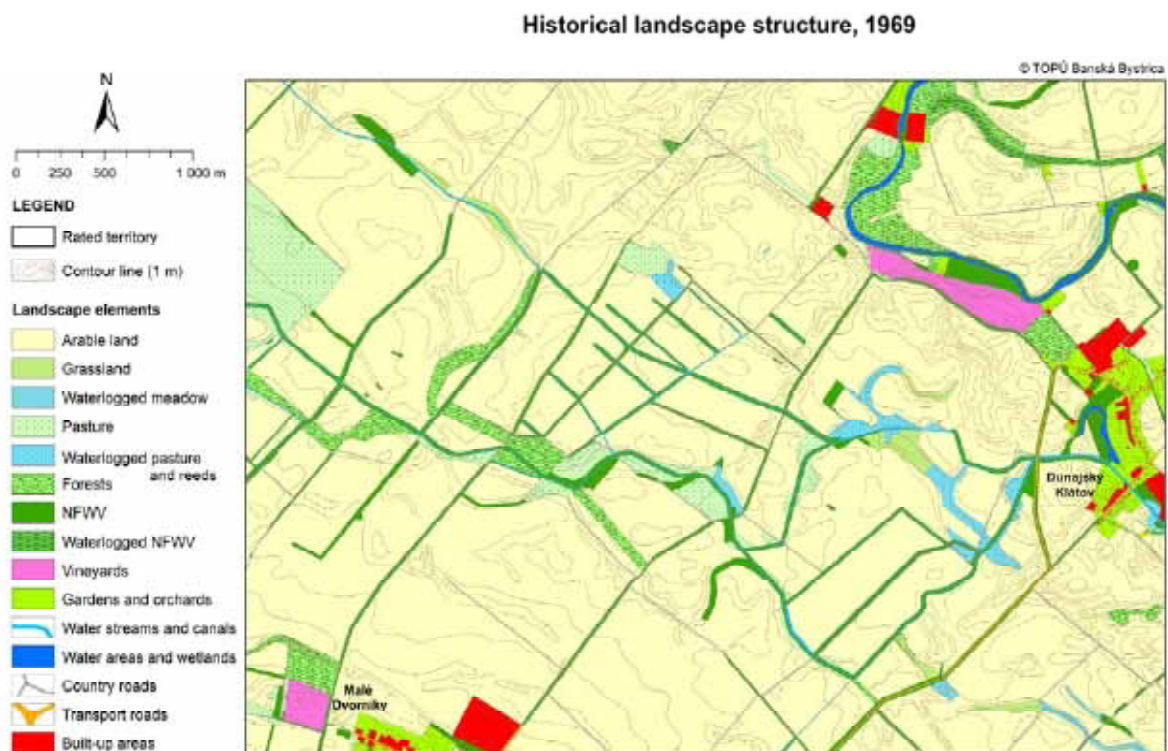 Historical landscape structure, 1969
© TOPÚ Banská Bystrica
N
0 250 500 1 000 m
LEGEND
Rated territory
Contour line (1 m)
Landscape elements
Arable land
Grassland
Waterlogged meadow
Pasture
Waterlogged pasture
and reeds
Forests
NFWV
Waterlogged NFWV
Vineyards
Gardens and orchards
Water streams and canals
Water areas and wetlands
Country roads
Transport roads
Built-up areas
Dunajský
Klátov
Malé
Dvorníky